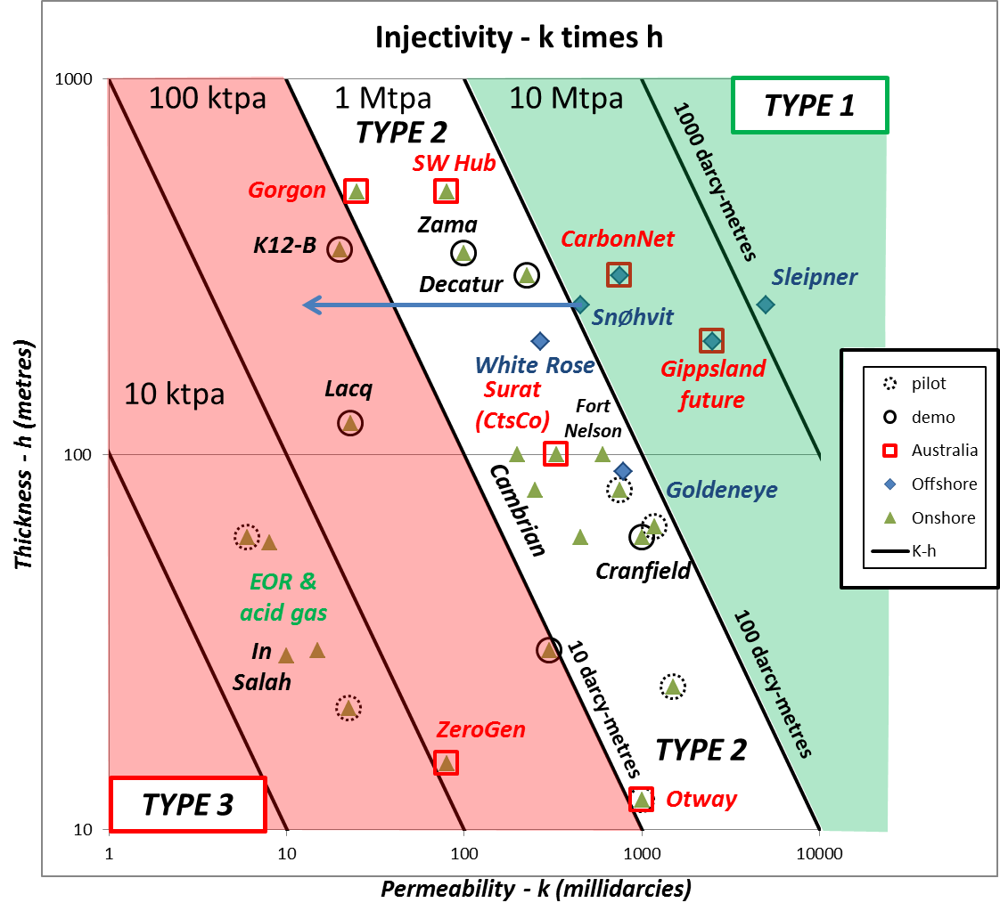 Injectivity - k times h
1000
100 ktpa
1 Mtpa
10 Mtpa
TYPE 1
TYPE 2
1000 darcy-metres
SW Hub
Gorgon
Zama
K12-B
CarbonNet
Decatur
Sleipner
SnØhvit
White Rose
Gippsland
future
Surat
(CtsCo)
Lacq
10 ktpa
Fort
Nelson
100
Cambrian
Goldeneye
Cranfield
EOR &
acid gas
In
Salah
10 darcy-metres
100 darcy-metres
ZeroGen
TYPE 2
TYPE 3
Otway
10
1
10
100
1000
10000
Permeability - k (millidarcies)
Thickness - h (metres)
pilot
demo
Australia
Offshore
Onshore
K-h